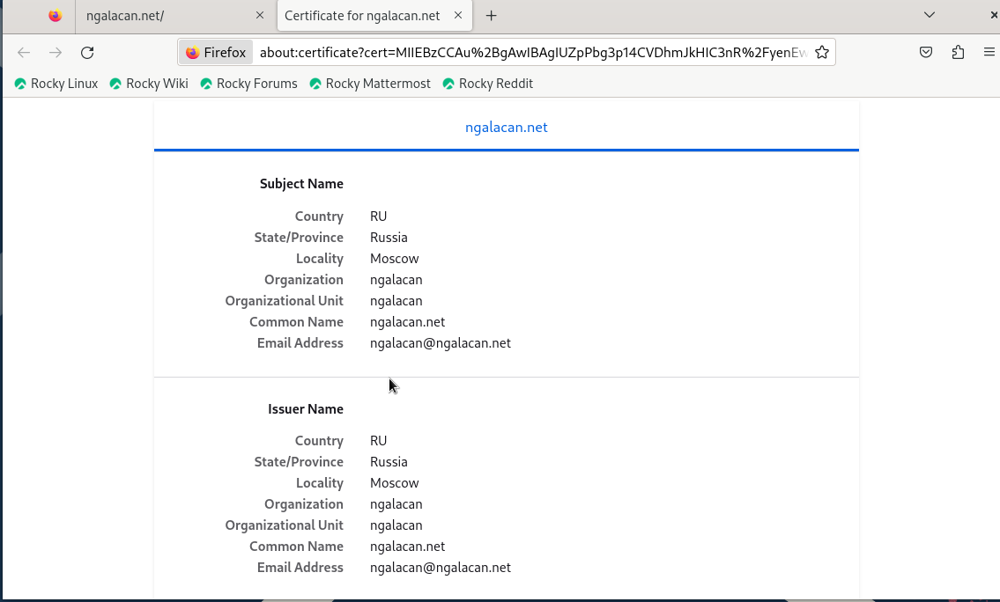 ngalacan.net/
Certificate for ngalacan.net
Firefox about:certificate?cert=MIIEBzCCAu%2BgAwIBAgIUZpPbg3p14CVDhmJkHIC3nR%2FyenEw
Rocky Linux Rocky Wiki Rocky Forums Rocky Mattermost Rocky Reddit
ngalacan.net
Subject Name
Country RU
State/Province Russia
Locality Moscow
Organization ngalacan
Organizational Unit ngalacan
Common Name ngalacan.net
Email Address ngalacan@ngalacan.net
Issuer Name
Country RU
State/Province Russia
Locality Moscow
Organization ngalacan
Organizational Unit ngalacan
Common Name ngalacan.net
Email Address ngalacan@ngalacan.net